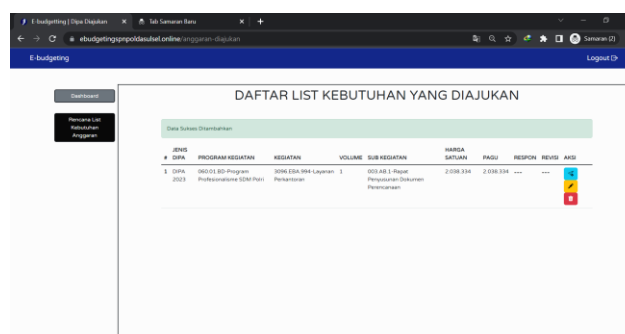 E-budgetting | Dipa Diajukan
Tab Samaran Baru
ebudgetingspnpoldasulsel.online/anggaran-diajukan
Samaran (2)
E-budgeting
Logout
Dashboard
DAFTAR LIST KEBUTUHAN YANG DIAJUKAN
Rencana List
Kebutuhan
Anggaran
Data Sukses Ditambahkan
# JENIS DIPA PROGRAM KEGIATAN KEGIATAN VOLUME SUB KEGIATAN HARGA SATUAN PAGU RESPON REVISI AKSI
1 DIPA 060.01.BD-Program 3096.EBA.994-Layanan 1 003.AB.1-Rapat 2.038.334 2.038.334 --- ---
2023 Profesionalisme SDM Polri Perkantoran Penyusunan Dokumen
Perencanaan